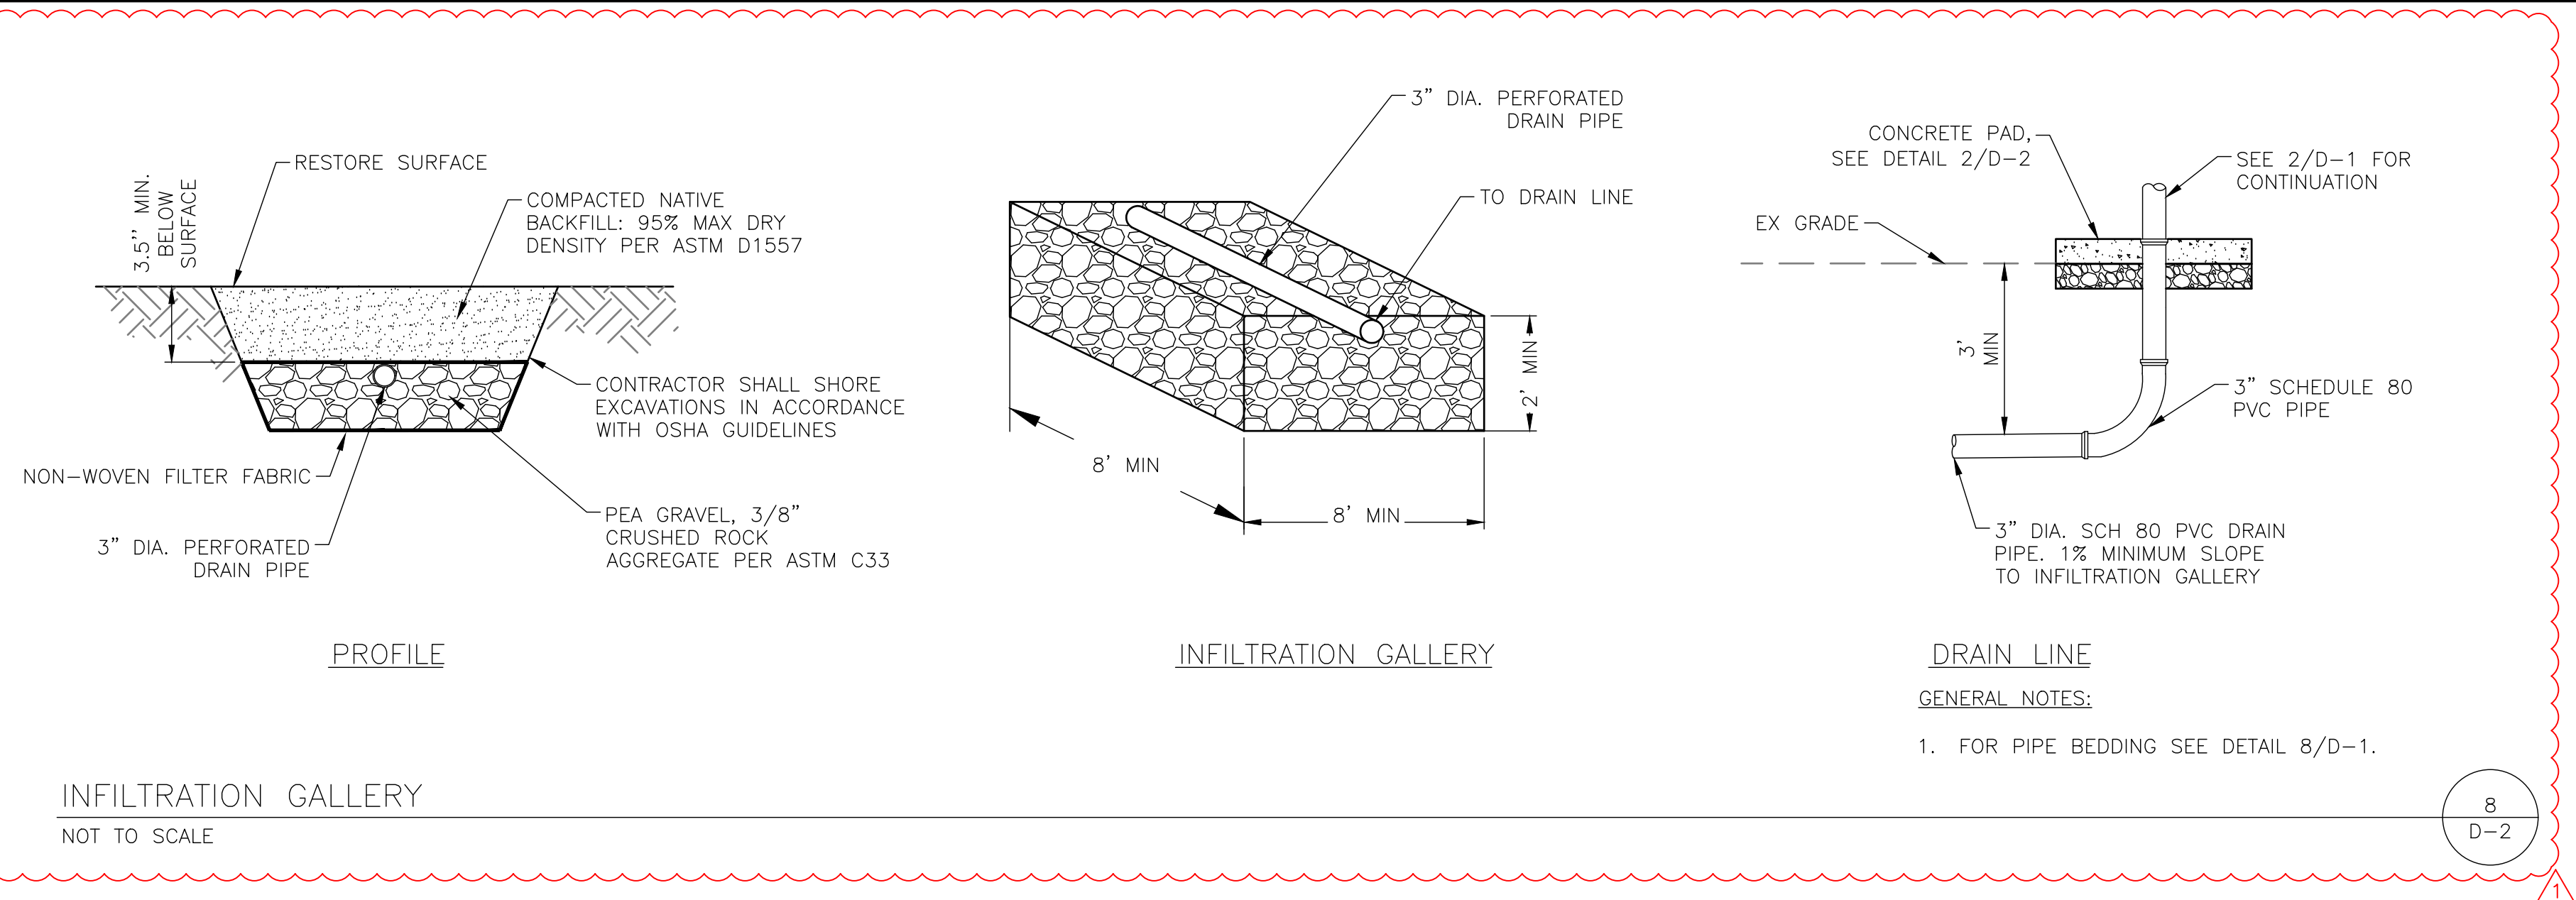 3.5" MIN.
BELOW
SURFACE
RESTORE SURFACE
COMPACTED NATIVE
BACKFILL: 95% MAX DRY
DENSITY PER ASTM D1557
CONTRACTOR SHALL SHORE
EXCAVATIONS IN ACCORDANCE
WITH OSHA GUIDELINES
NON-WOVEN FILTER FABRIC
3" DIA. PERFORATED
DRAIN PIPE
PEA GRAVEL, 3/8"
CRUSHED ROCK
AGGREGATE PER ASTM C33
PROFILE
3" DIA. PERFORATED
DRAIN PIPE
TO DRAIN LINE
2' MIN
8' MIN
8' MIN
INFILTRATION GALLERY
CONCRETE PAD,
SEE DETAIL 2/D-2
SEE 2/D-1 FOR
CONTINUATION
EX GRADE
3'
MIN
3" SCHEDULE 80
PVC PIPE
3" DIA. SCH 80 PVC DRAIN
PIPE. 1% MINIMUM SLOPE
TO INFILTRATION GALLERY
DRAIN LINE
GENERAL NOTES:
1. FOR PIPE BEDDING SEE DETAIL 8/D-1.
INFILTRATION GALLERY
NOT TO SCALE
8
D-2
1